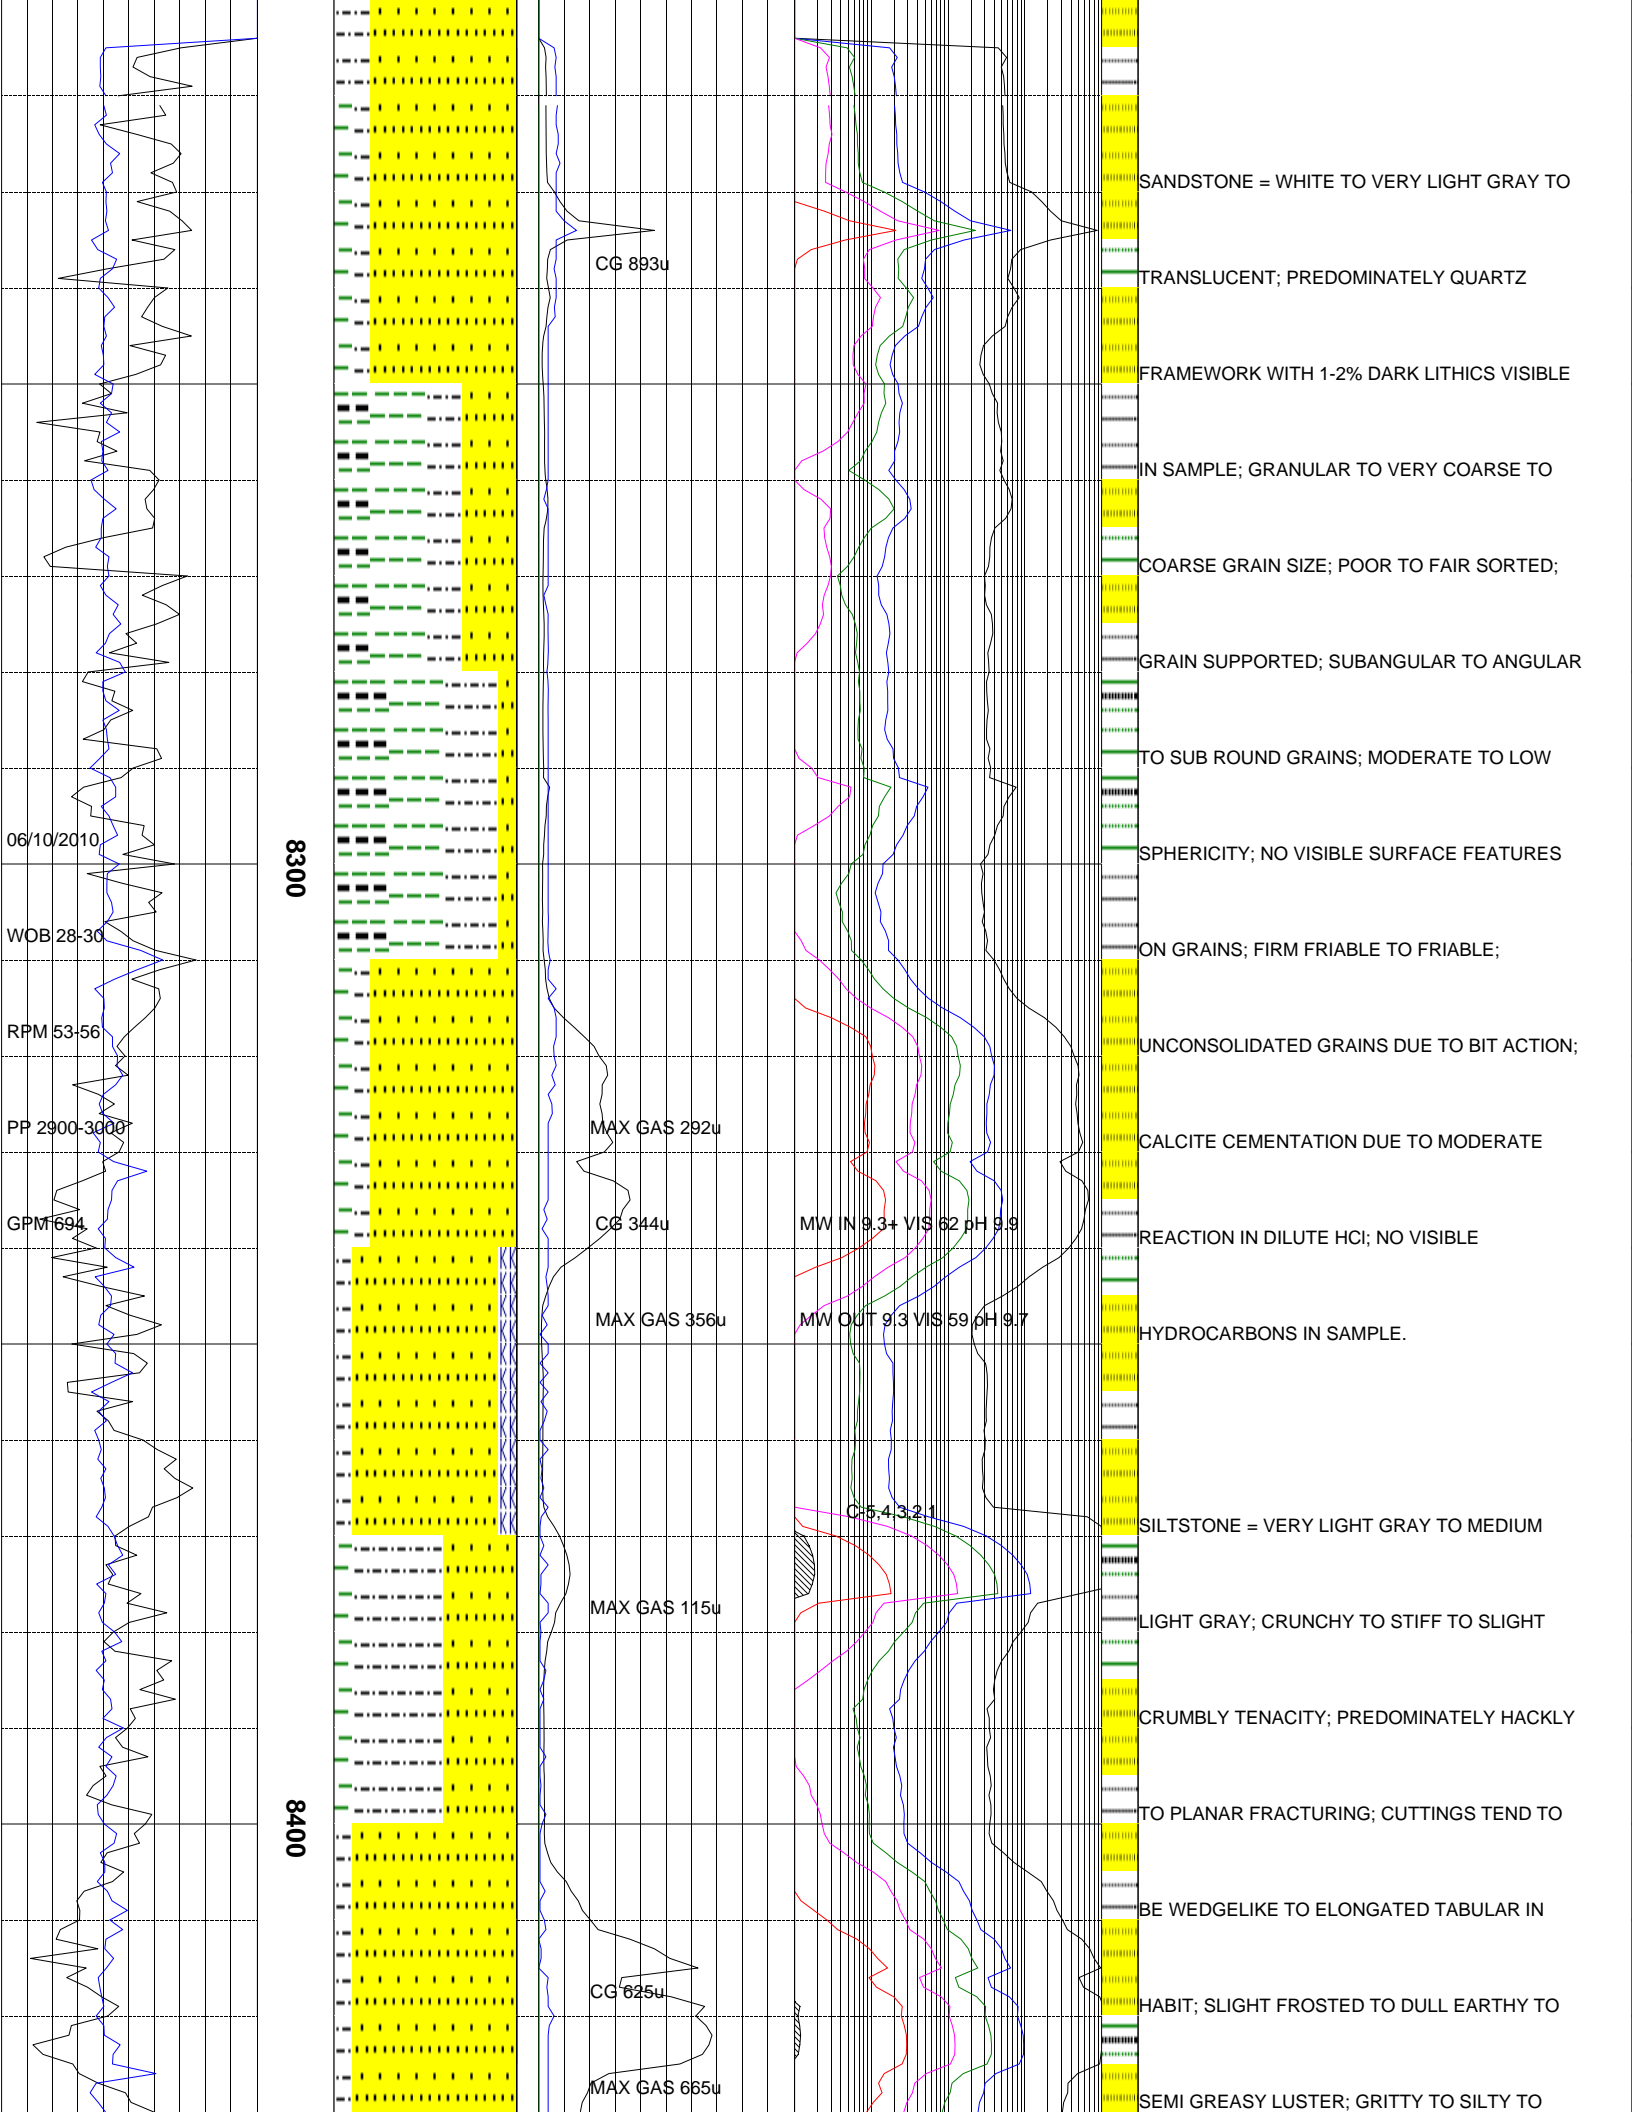 SANDSTONE = WHITE TO VERY LIGHT GRAY TO
CG 893u
TRANSLUCENT; PREDOMINATELY QUARTZ
FRAMEWORK WITH 1-2% DARK LITHICS VISIBLE
IN SAMPLE; GRANULAR TO VERY COARSE TO
COARSE GRAIN SIZE; POOR TO FAIR SORTED;
GRAIN SUPPORTED; SUBANGULAR TO ANGULAR
TO SUB ROUND GRAINS; MODERATE TO LOW
06/10/2010
8300
SPHERICITY; NO VISIBLE SURFACE FEATURES
WOB 28-30
ON GRAINS; FIRM FRIABLE TO FRIABLE;
RPM 53-56
UNCONSOLIDATED GRAINS DUE TO BIT ACTION;
PP 2900-3000
MAX GAS 292u
CALCITE CEMENTATION DUE TO MODERATE
GPM 694
CG 344u
MW IN 9.3+ VIS 62 pH 9.9
REACTION IN DILUTE HCl; NO VISIBLE
MAX GAS 356u
MW OUT 9.3 VIS 59 pH 9.7
HYDROCARBONS IN SAMPLE.
C-5,4,3,2,1
SILTSTONE = VERY LIGHT GRAY TO MEDIUM
MAX GAS 115u
LIGHT GRAY; CRUNCHY TO STIFF TO SLIGHT
CRUMBLY TENACITY; PREDOMINATELY HACKLY
8400
TO PLANAR FRACTURING; CUTTINGS TEND TO
BE WEDGELIKE TO ELONGATED TABULAR IN
CG 625u
HABIT; SLIGHT FROSTED TO DULL EARTHY TO
MAX GAS 665u
SEMI GREASY LUSTER; GRITTY TO SILTY TO